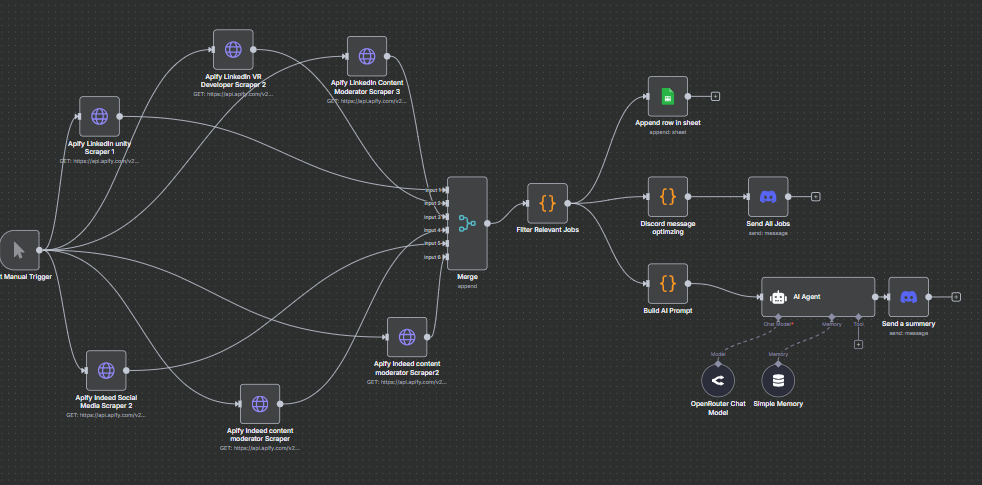 Apify LinkedIn VR
Developer Scraper 2
GET: https://api.apify.com/v2...
Apify LinkedIn Content
Moderator Scraper 3
GET: https://api.apify.com/v2...
Apify LinkedIn unity
Scraper 1
GET: https://api.apify.com/v2...
Append row in sheet
append: sheet
Input 1
Input 2
Input 3
Input 4
Input 5
Input 6
Merge
append
Filter Relevant Jobs
Discord message
optimzing
Send All Jobs
send: message
t Manual Trigger
Build AI Prompt
AI Agent
Chat Model*
Memory
Tool
Send a summery
send: message
Model
Memory
OpenRouter Chat
Model
Simple Memory
Apify Indeed content
moderator Scraper2
GET: https://api.apify.com/v2...
Apify Indeed Social
Media Scraper 2
GET: https://api.apify.com/v2...
Apify Indeed content
moderator Scraper
GET: https://api.apify.com/v2...